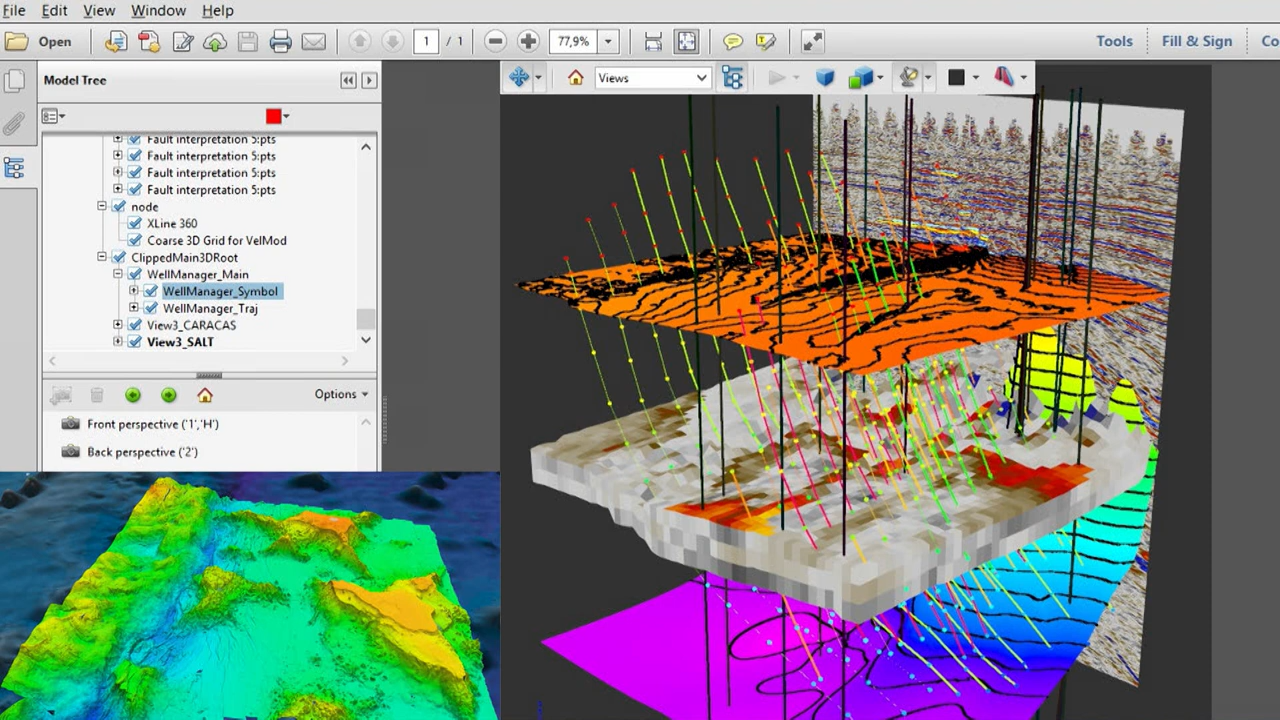 File Edit View Window Help
Open 1 / 1 77,9% Tools Fill & Sign Co
Model Tree
Views
Fault interpretation 5:pts
Fault interpretation 5:pts
Fault interpretation 5:pts
Fault interpretation 5:pts
node
XLine 360
Coarse 3D Grid for VelMod
ClippedMain3DRoot
WellManager_Main
WellManager_Symbol
WellManager_Traj
View3_CARACAS
View3_SALT
Options
Front perspective ('1','H')
Back perspective ('2')